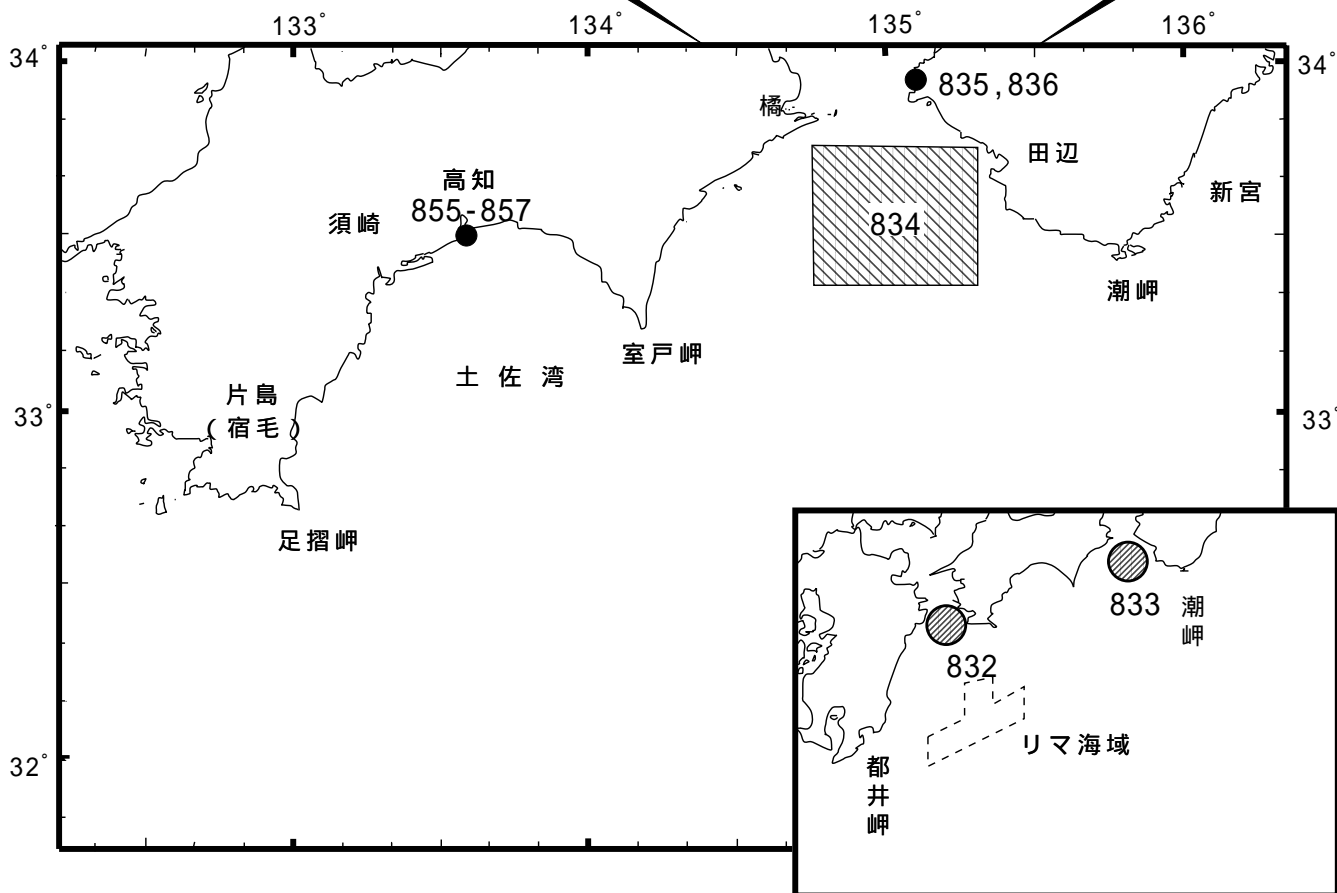 133°
134°
135°
136°
34°
34°
橘
835,836
田辺
高知
新宮
須崎
855-857
834
潮岬
室戸岬
土佐湾
片島
(宿毛)
33°
33°
足摺岬
833
潮岬
832
リマ海域
都井岬
32°